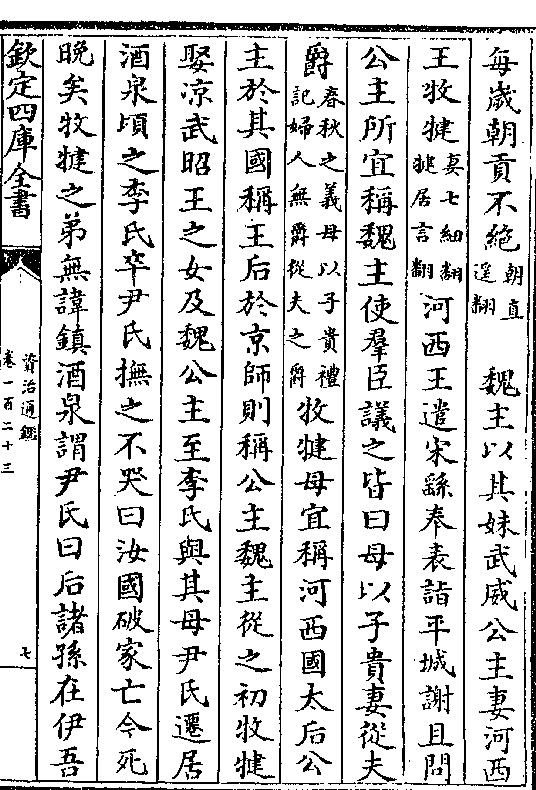 每歲朝貢不絶朝直遥翻　魏主以其妹武威公主妻河西
王牧犍妻七細翻犍居言翻河西王遣宋繇奉表詣平城謝且問
公主所宜稱魏主使羣臣議之皆曰母以子貴妻從夫
爵春秋之義母以子貴禮記婦人無爵從夫之爵牧犍母宜稱河西國太后公
主於其國稱王后於京師則稱公主魏主從之初牧犍
娶凉武昭王之女及魏公主至李氏與其母尹氏遷居
酒泉頃之李氏卒尹氏撫之不哭曰汝國破家亡今死
晩矣牧犍之弟無諱鎮酒泉謂尹氏曰后諸孫在伊吾
欽定四庫全書
資治通鑑
卷一百二十三
七